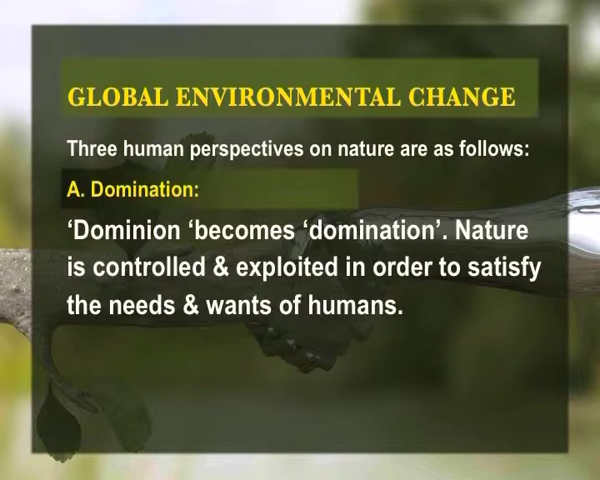 GLOBAL ENVIRONMENTAL CHANGE
Three human perspectives on nature are as follows:
A. Domination:
‘Dominion ‘becomes ‘domination’. Nature
is controlled & exploited in order to satisfy
the needs & wants of humans.